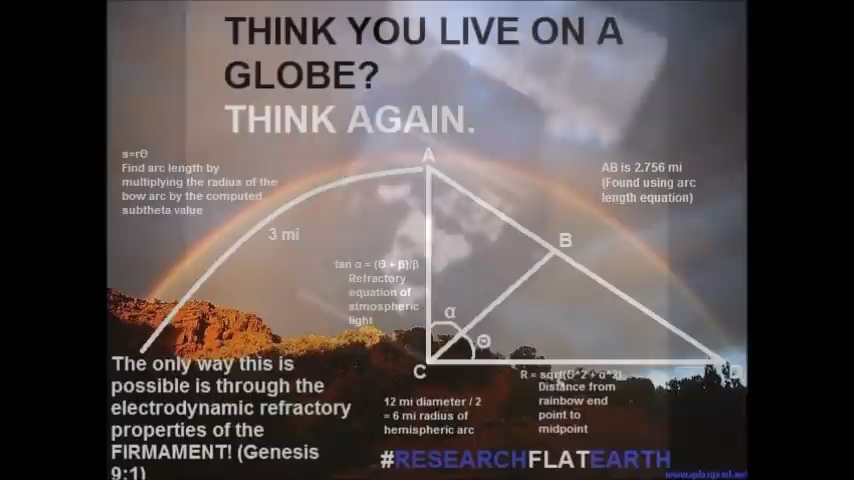 THINK YOU LIVE ON A
GLOBE?
THINK AGAIN.
s=rΘ
Find arc length by
multiplying the radius of the
bow arc by the computed
subtheta value
A
AB is 2.756 mi
(Found using arc
length equation)
3 mi
B
tan α = (Θ + β)/β
Refractory
equation of
atmospheric
light
α
Θ
C
D
The only way this is
possible is through the
electrodynamic refractory
properties of the
FIRMAMENT! (Genesis
9:1)
12 mi diameter / 2
= 6 mi radius of
hemispheric arc
R = sqrt(Θ^2 + α^2)
Distance from
rainbow end
point to
midpoint
#RESEARCHFLATEARTH